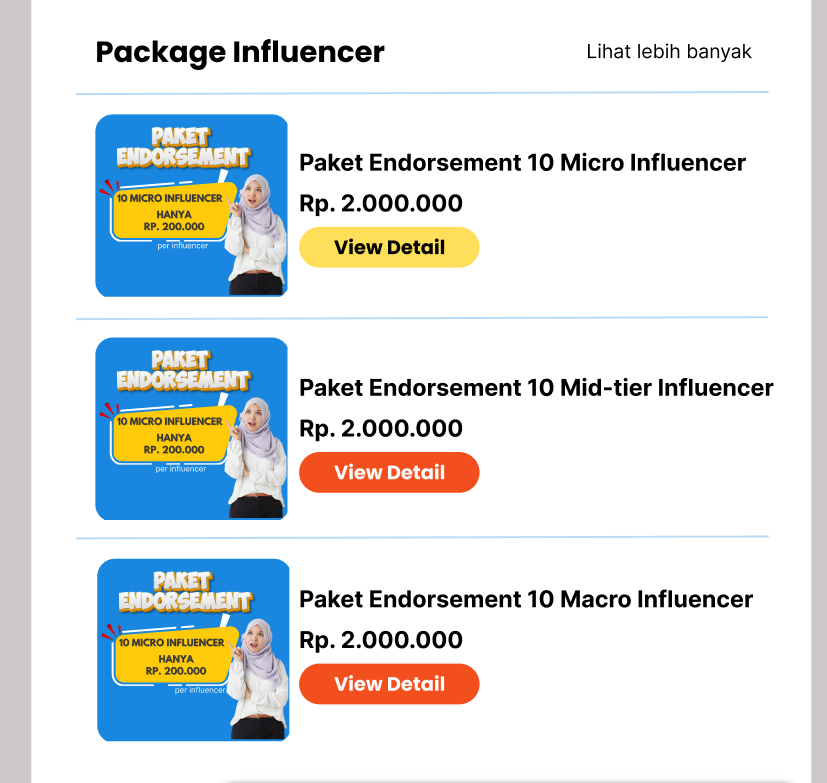 Package Influencer
Lihat lebih banyak
PAKET
ENDORSEMENT
10 MICRO INFLUENCER
HANYA
RP. 200.000
per influencer
Paket Endorsement 10 Micro Influencer
Rp. 2.000.000
View Detail
PAKET
ENDORSEMENT
10 MICRO INFLUENCER
HANYA
RP. 200.000
per influencer
Paket Endorsement 10 Mid-tier Influencer
Rp. 2.000.000
View Detail
PAKET
ENDORSEMENT
10 MICRO INFLUENCER
HANYA
RP. 200.000
per influencer
Paket Endorsement 10 Macro Influencer
Rp. 2.000.000
View Detail